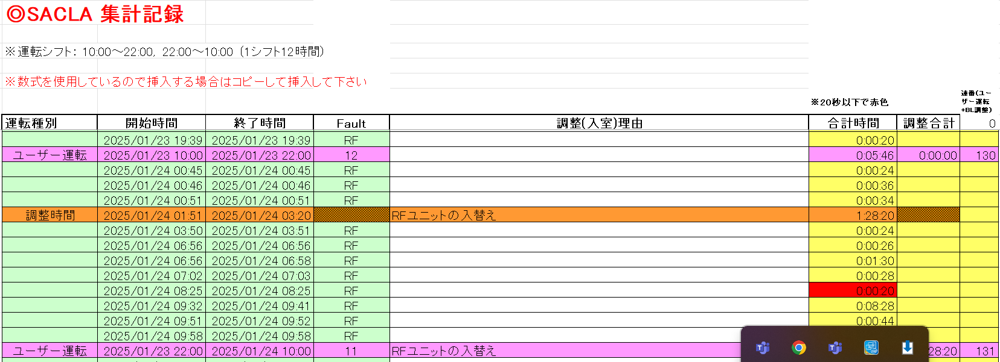 ◎SACLA 集計記録
※運転シフト: 10:00～22:00, 22:00～10:00 (1シフト12時間)
※数式を使用しているので挿入する場合はコピーして挿入して下さい
※20秒以下で赤色
連番(ユー
ザー運転
+BL調整)
運転種別 開始時間 終了時間 Fault 調整(入室)理由 合計時間 調整合計 0
2025/01/23 19:39 2025/01/23 19:39 RF 0:00:20
ユーザー運転 2025/01/23 10:00 2025/01/23 22:00 12 0:05:46 0:00:00 130
2025/01/24 00:45 2025/01/24 00:45 RF 0:00:24
2025/01/24 00:46 2025/01/24 00:46 RF 0:00:36
2025/01/24 00:51 2025/01/24 00:51 RF 0:00:34
調整時間 2025/01/24 01:51 2025/01/24 03:20 RFユニットの入替え 1:28:20
2025/01/24 03:50 2025/01/24 03:51 RF 0:00:24
2025/01/24 06:56 2025/01/24 06:56 RF 0:00:26
2025/01/24 06:56 2025/01/24 06:58 RF 0:01:30
2025/01/24 07:02 2025/01/24 07:03 RF 0:00:28
2025/01/24 08:25 2025/01/24 08:25 RF 0:00:20
2025/01/24 09:32 2025/01/24 09:41 RF 0:08:28
2025/01/24 09:51 2025/01/24 09:52 RF 0:00:44
2025/01/24 09:58 2025/01/24 09:58 RF
ユーザー運転 2025/01/23 22:00 2025/01/24 10:00 11 RFユニットの入替え 28:20 131